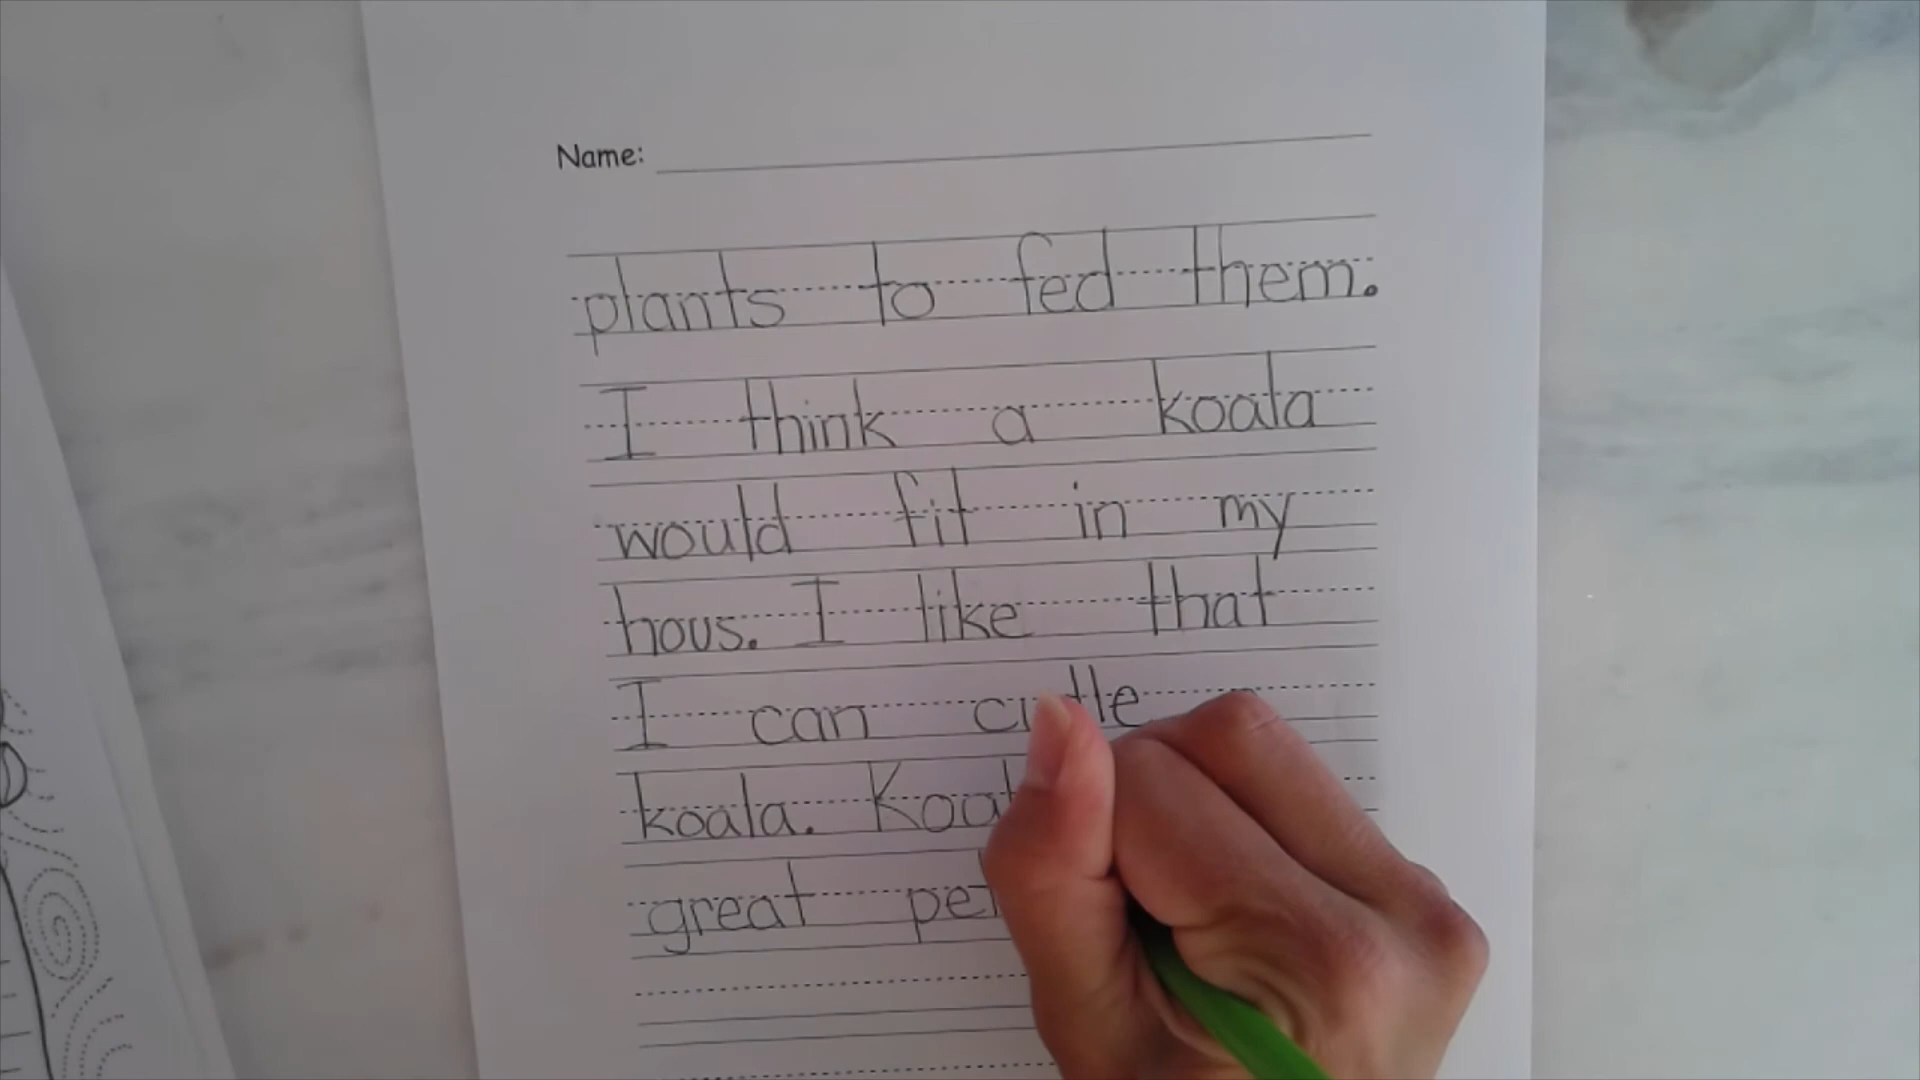 Name:
plants to fed them.
I think a koala
would fit in my
hous. I like that
I can
koala.
great